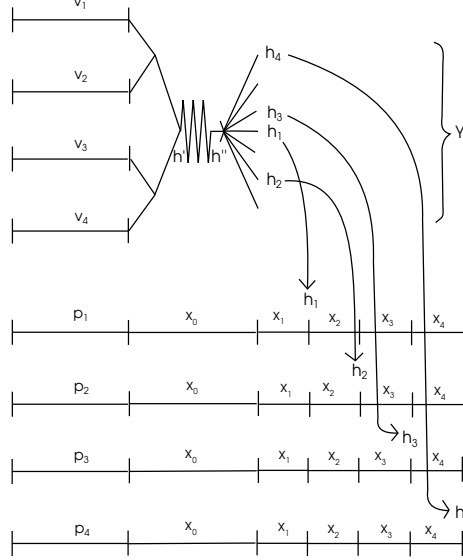 v1
v2
v3
v4
h' h"
h4
h3
h1
h2
Y
h1
p1 x0 x1 x2 x3 x4
h2
p2 x0 x1 x2 x3 x4
h3
p3 x0 x1 x2 x3 x4
h
p4 x0 x1 x2 x3 x4